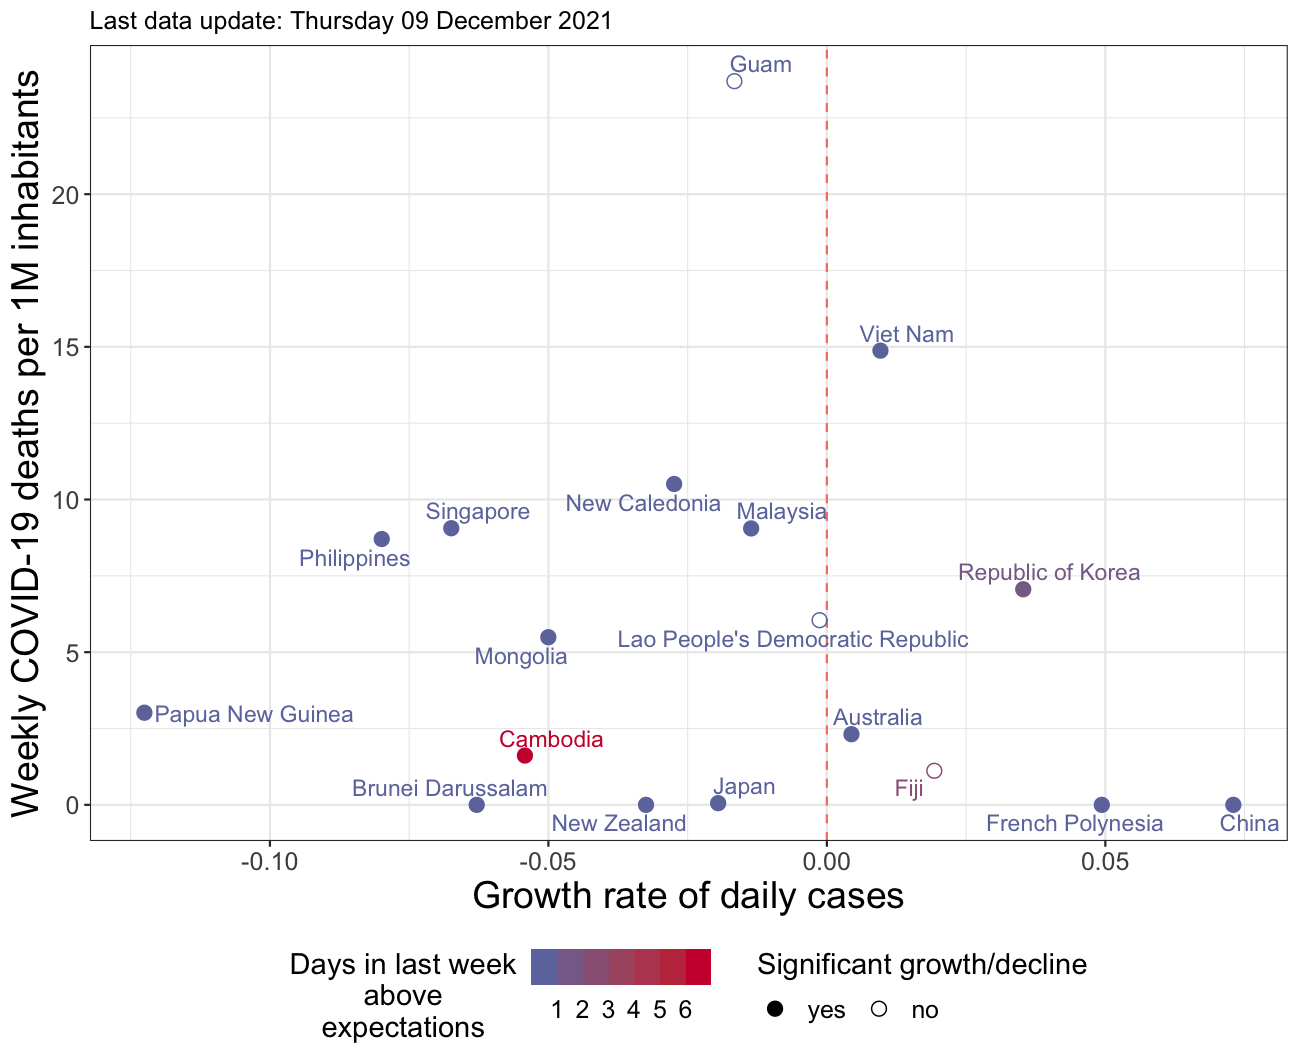 Last data update: Thursday 09 December 2021
Weekly COVID-19 deaths per 1M inhabitants
20
15
10
5
0
Guam
Viet Nam
New Caledonia
Singapore
Malaysia
Philippines
Republic of Korea
Lao People's Democratic Republic
Mongolia
Papua New Guinea
Australia
Cambodia
Brunei Darussalam
Japan
Fiji
New Zealand
French Polynesia
China
-0.10
-0.05
0.00
0.05
Growth rate of daily cases
Days in last week
above
expectations
1 2 3 4 5 6
Significant growth/decline
yes
no